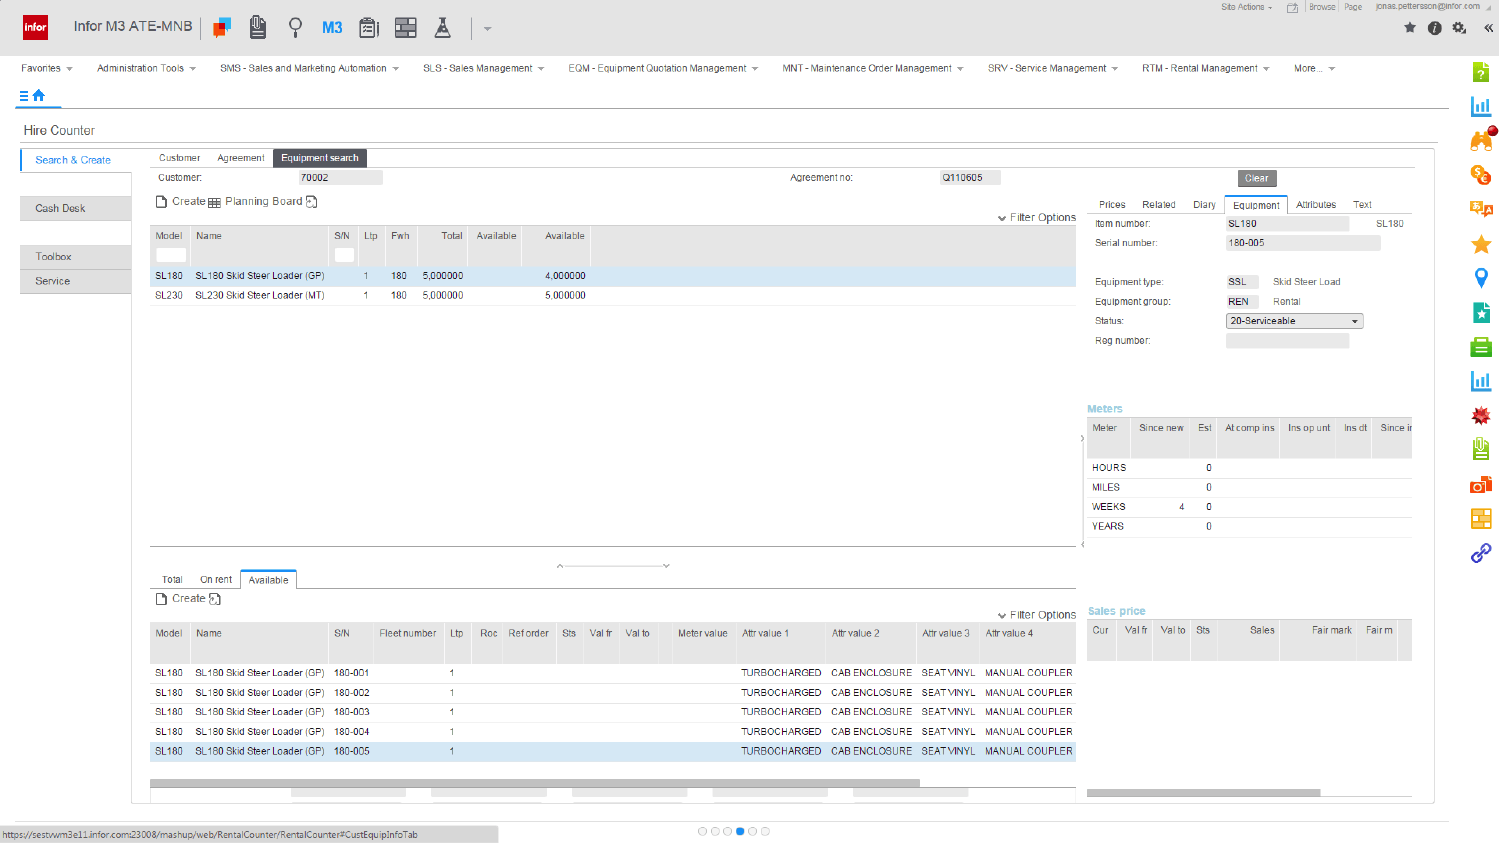 Site Actions Browse Page jonas.pettersson@infor.com
infor Infor M3 ATE-MNB M3
Favorites Administration Tools SMS - Sales and Marketing Automation SLS - Sales Management EQM - Equipment Quotation Management MNT - Maintenance Order Management SRV - Service Management RTM - Rental Management More...
Hire Counter
Search & Create
Cash Desk
Toolbox
Service
Customer Agreement Equipment search
Customer: 70002 Agreement no: Q110605 Clear
Create Planning Board
Filter Options
Model Name S/N Ltp Fwh Total Available Available
SL180 SL180 Skid Steer Loader (GP) 1 180 5,000000 4,000000
SL230 SL230 Skid Steer Loader (MT) 1 180 5,000000 5,000000
Prices Related Diary Equipment Attributes Text
Item number: SL180 SL180
Serial number: 180-005
Equipment type: SSL Skid Steer Load
Equipment group: REN Rental
Status: 20-Serviceable
Reg number:
Meters
Meter Since new Est At comp ins Ins op unt Ins dt Since in
HOURS 0
MILES 0
WEEKS 4 0
YEARS 0
Total On rent Available
Create
Filter Options
Model Name S/N Fleet number Ltp Roc Ref order Sts Val fr Val to Meter value Attr value 1 Attr value 2 Attr value 3 Attr value 4
SL180 SL180 Skid Steer Loader (GP) 180-001 1 TURBOCHARGED CAB ENCLOSURE SEAT VINYL MANUAL COUPLER
SL180 SL180 Skid Steer Loader (GP) 180-002 1 TURBOCHARGED CAB ENCLOSURE SEAT VINYL MANUAL COUPLER
SL180 SL180 Skid Steer Loader (GP) 180-003 1 TURBOCHARGED CAB ENCLOSURE SEAT VINYL MANUAL COUPLER
SL180 SL180 Skid Steer Loader (GP) 180-004 1 TURBOCHARGED CAB ENCLOSURE SEAT VINYL MANUAL COUPLER
SL180 SL180 Skid Steer Loader (GP) 180-005 1 TURBOCHARGED CAB ENCLOSURE SEAT VINYL MANUAL COUPLER
Sales price
Cur Val fr Val to Sts Sales Fair mark Fair m
https://sestvwm3e11.infor.com:23008/mashup/web/RentalCounter/RentalCounter#CustEquipInfoTab